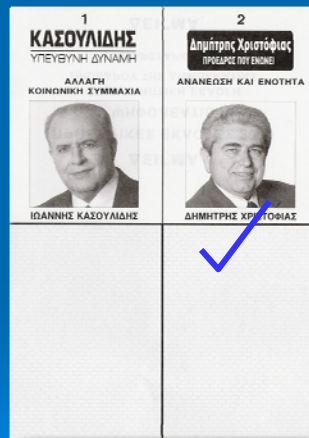 1
ΚΑΣΟΥΛΙΔΗΣ
ΥΠΕΥΘΥΝΗ ΔΥΝΑΜΗ
ΑΛΛΑΓΗ
ΚΟΙΝΩΝΙΚΗ ΣΥΜΜΑΧΙΑ
ΙΩΑΝΝΗΣ ΚΑΣΟΥΛΙΔΗΣ
2
Δημήτρης Χριστόφιας
ΠΡΟΕΔΡΟΣ ΠΟΥ ΕΝΩΝΕΙ
ΑΝΑΝΕΩΣΗ ΚΑΙ ΕΝΟΤΗΤΑ
ΔΗΜΗΤΡΗΣ ΧΡΙΣΤΟΦΙΑΣ